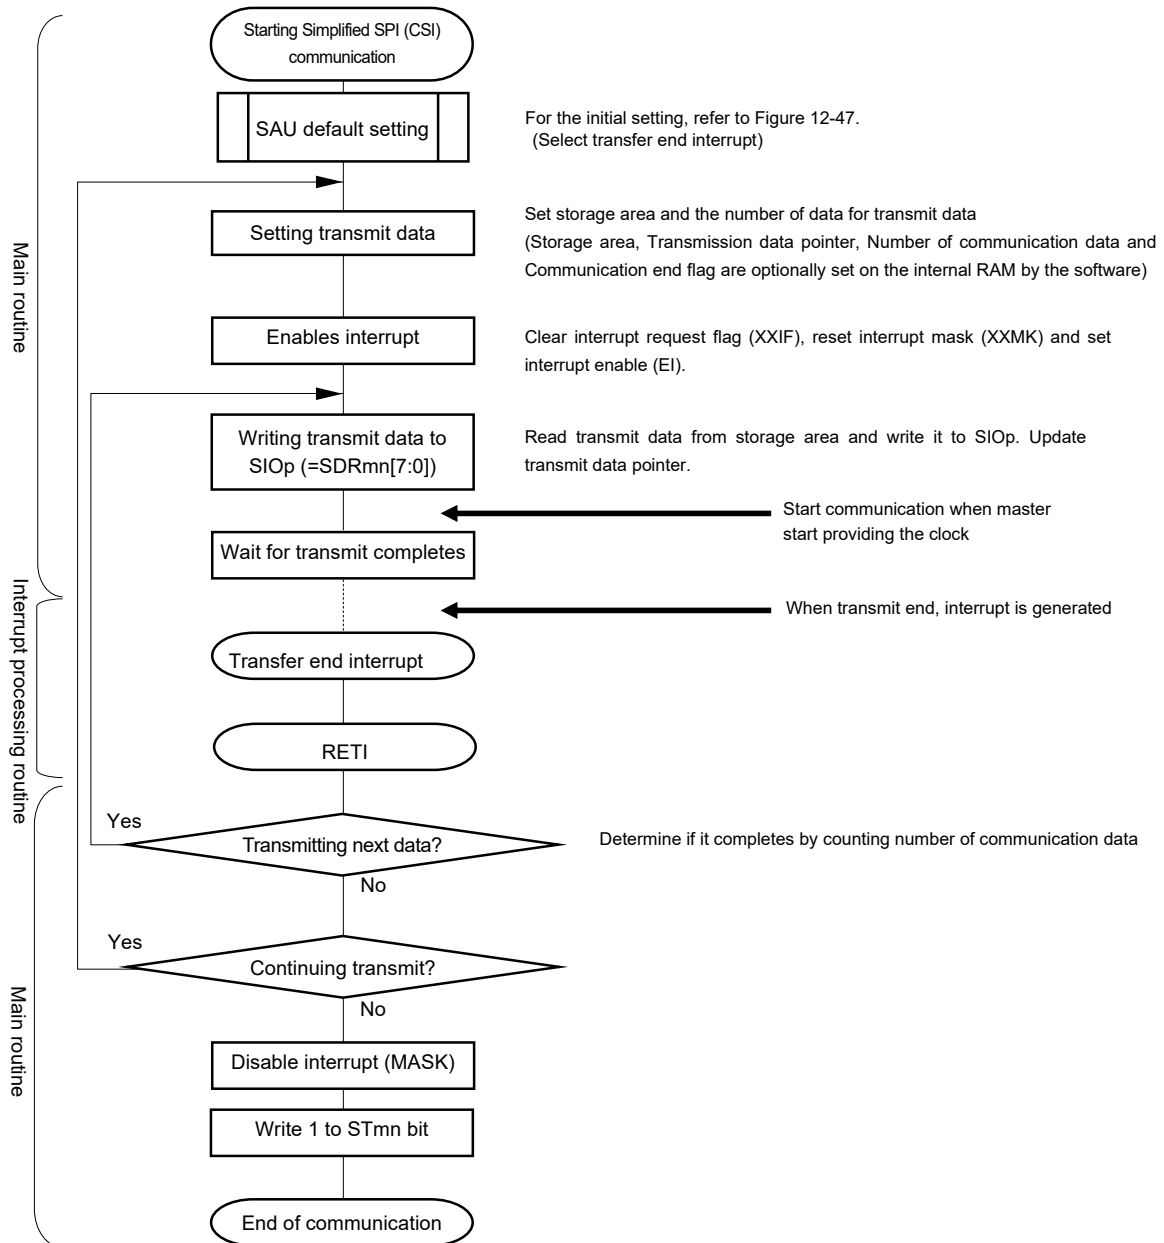 Starting Simplified SPI (CSI)
communication
SAU default setting
For the initial setting, refer to Figure 12-47.
(Select transfer end interrupt)
Setting transmit data
Set storage area and the number of data for transmit data
(Storage area, Transmission data pointer, Number of communication data and
Communication end flag are optionally set on the internal RAM by the software)
Main routine
Enables interrupt
Clear interrupt request flag (XXIF), reset interrupt mask (XXMK) and set
interrupt enable (EI).
Writing transmit data to
SIOp (=SDRmn[7:0])
Read transmit data from storage area and write it to SIOp. Update
transmit data pointer.
Start communication when master
start providing the clock
Wait for transmit completes
When transmit end, interrupt is generated
Interrupt processing routine
Transfer end interrupt
RETI
Yes
Transmitting next data?
Determine if it completes by counting number of communication data
No
Yes
Continuing transmit?
No
Main routine
Disable interrupt (MASK)
Write 1 to STmn bit
End of communication